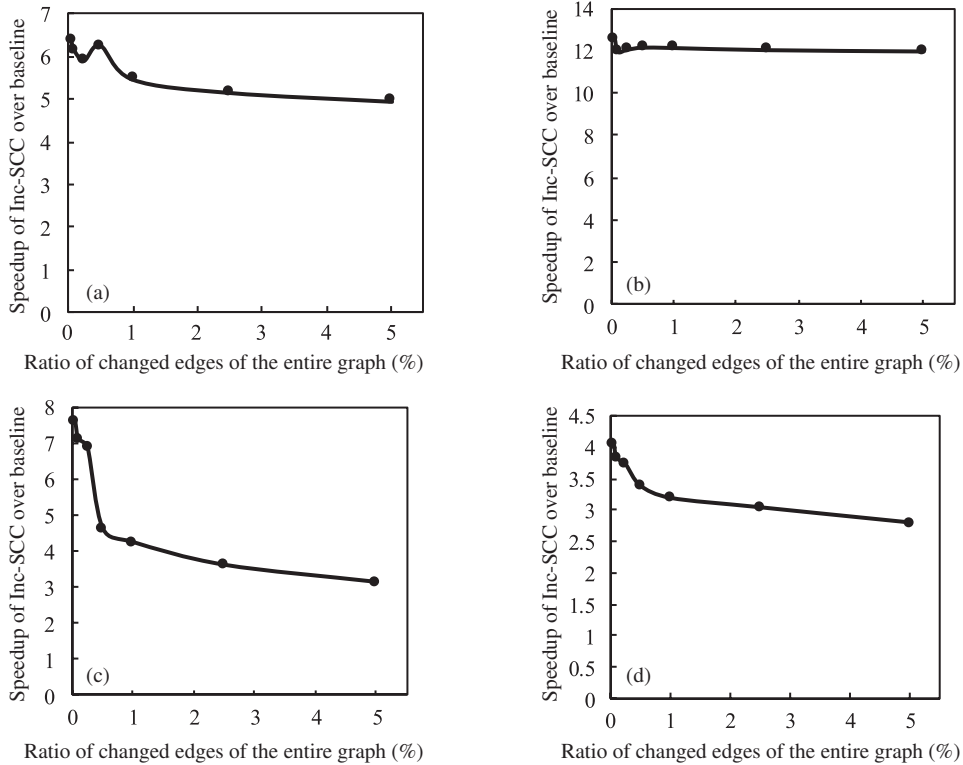 Speedup of Inc-SCC over baseline
7
6
5
4
3
2
1
0
(a)
0 1 2 3 4 5
Ratio of changed edges of the entire graph (%)
Speedup of Inc-SCC over baseline
14
12
10
8
6
4
2
0
(b)
0 1 2 3 4 5
Ratio of changed edges of the entire graph (%)
Speedup of Inc-SCC over baseline
8
7
6
5
4
3
2
1
0
(c)
0 1 2 3 4 5
Ratio of changed edges of the entire graph (%)
Speedup of Inc-SCC over baseline
4.5
4
3.5
3
2.5
2
1.5
1
0.5
0
(d)
0 1 2 3 4 5
Ratio of changed edges of the entire graph (%)